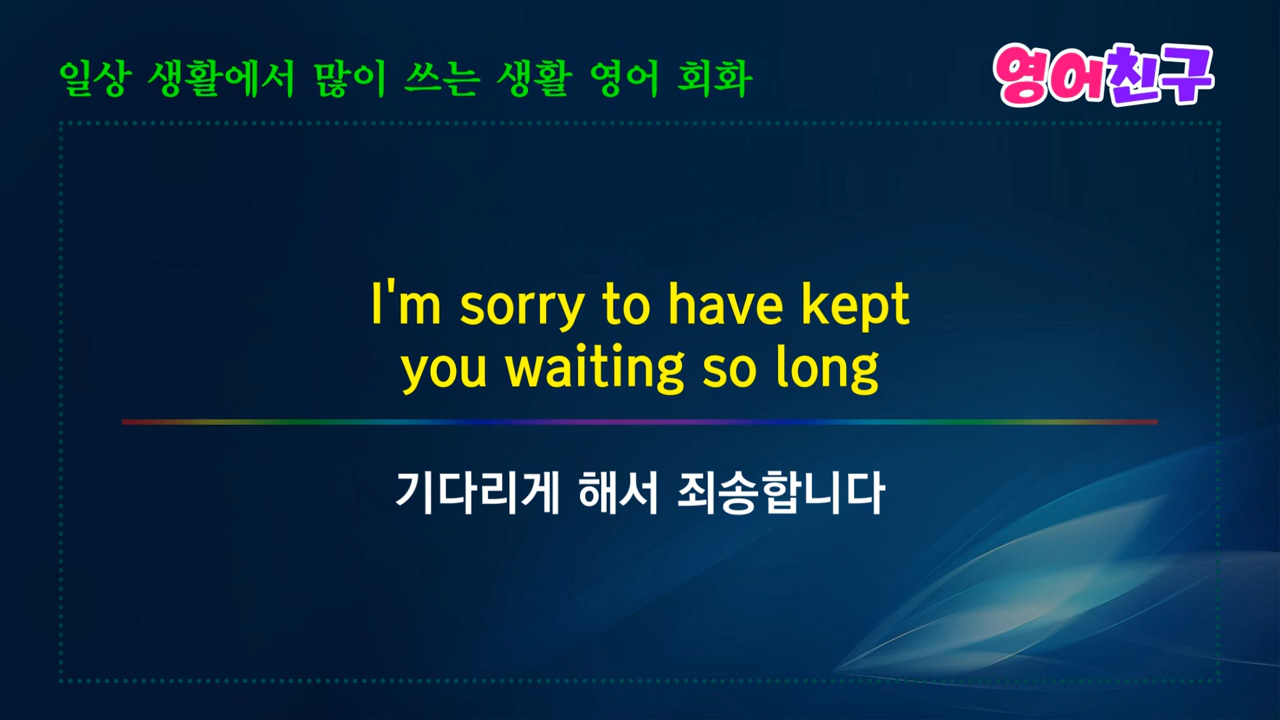 일상 생활에서 많이 쓰는 생활 영어 회화
영어친구
I'm sorry to have kept
you waiting so long
기다리게 해서 죄송합니다